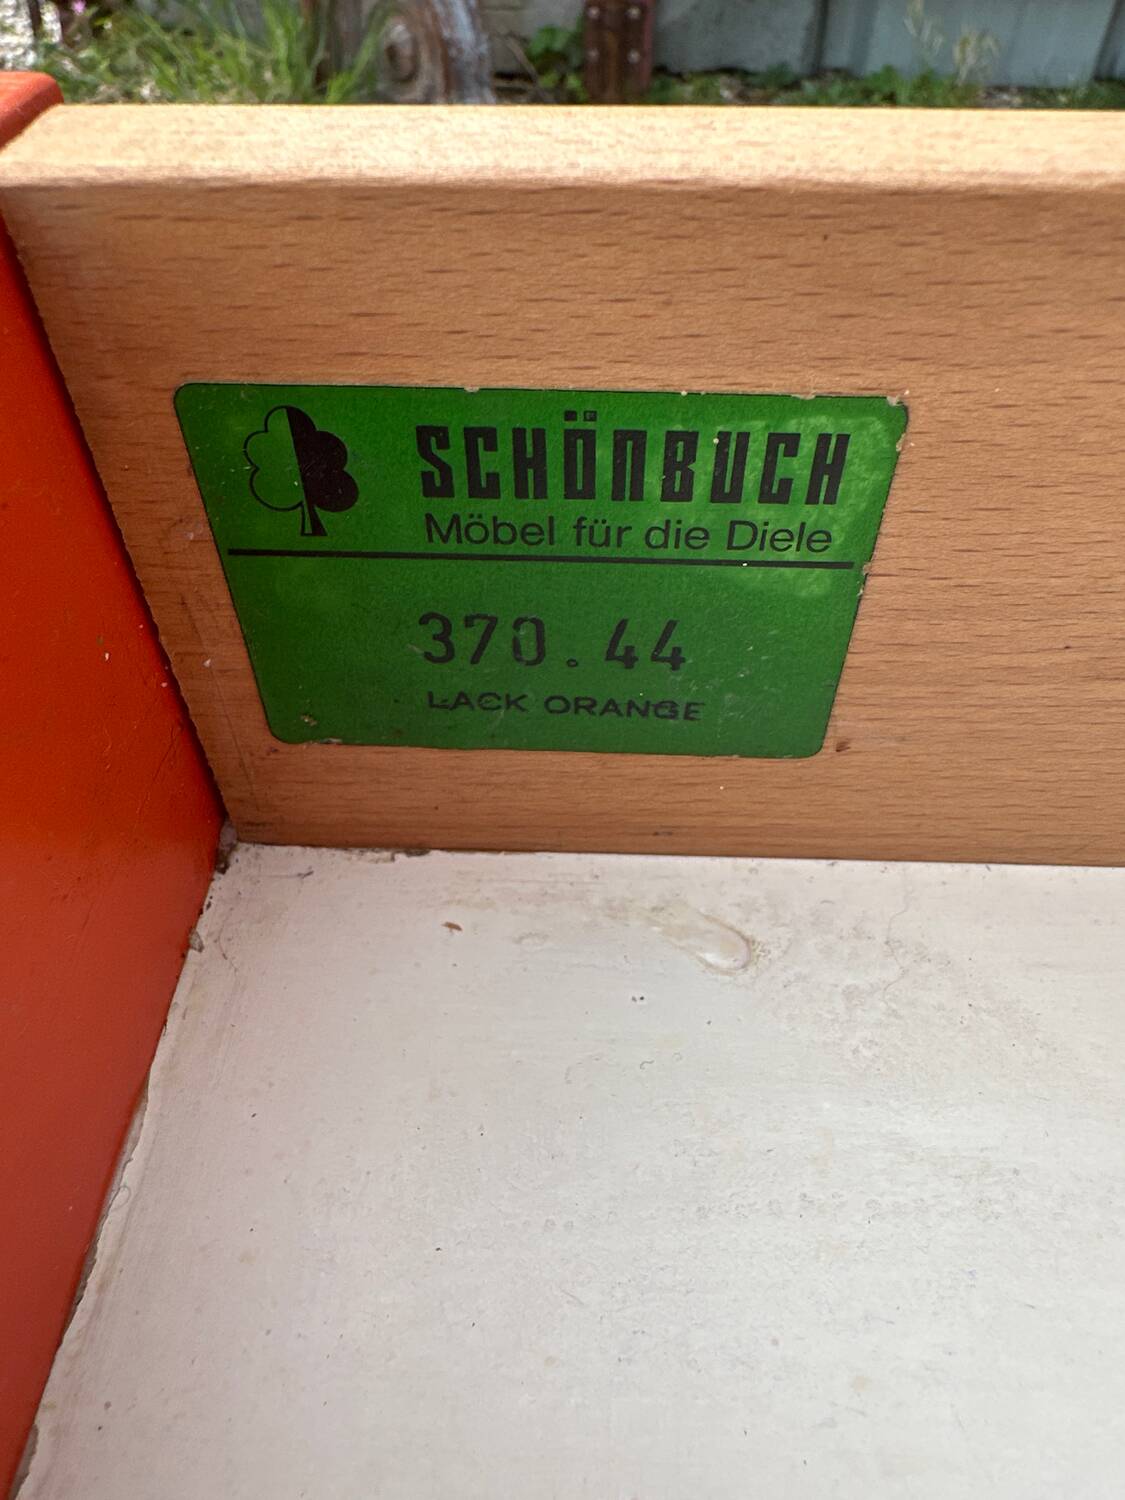 SCHÖNBUCH
Möbel für die Diele
370.44
LACK ORANGE